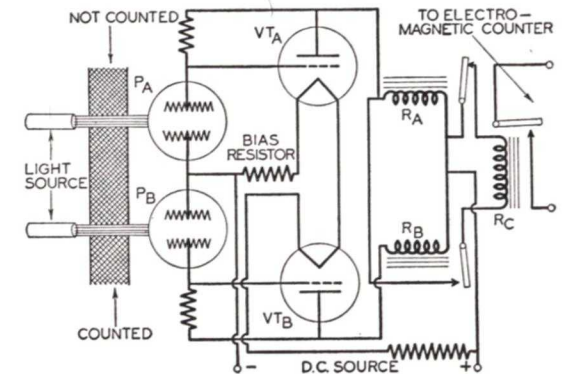 NOT COUNTED
TO ELECTRO-
MAGNETIC COUNTER
VTA
PA
RA
BIAS
RESISTOR
LIGHT
SOURCE
PB
RB
RC
VTB
COUNTED
- D.C. SOURCE +